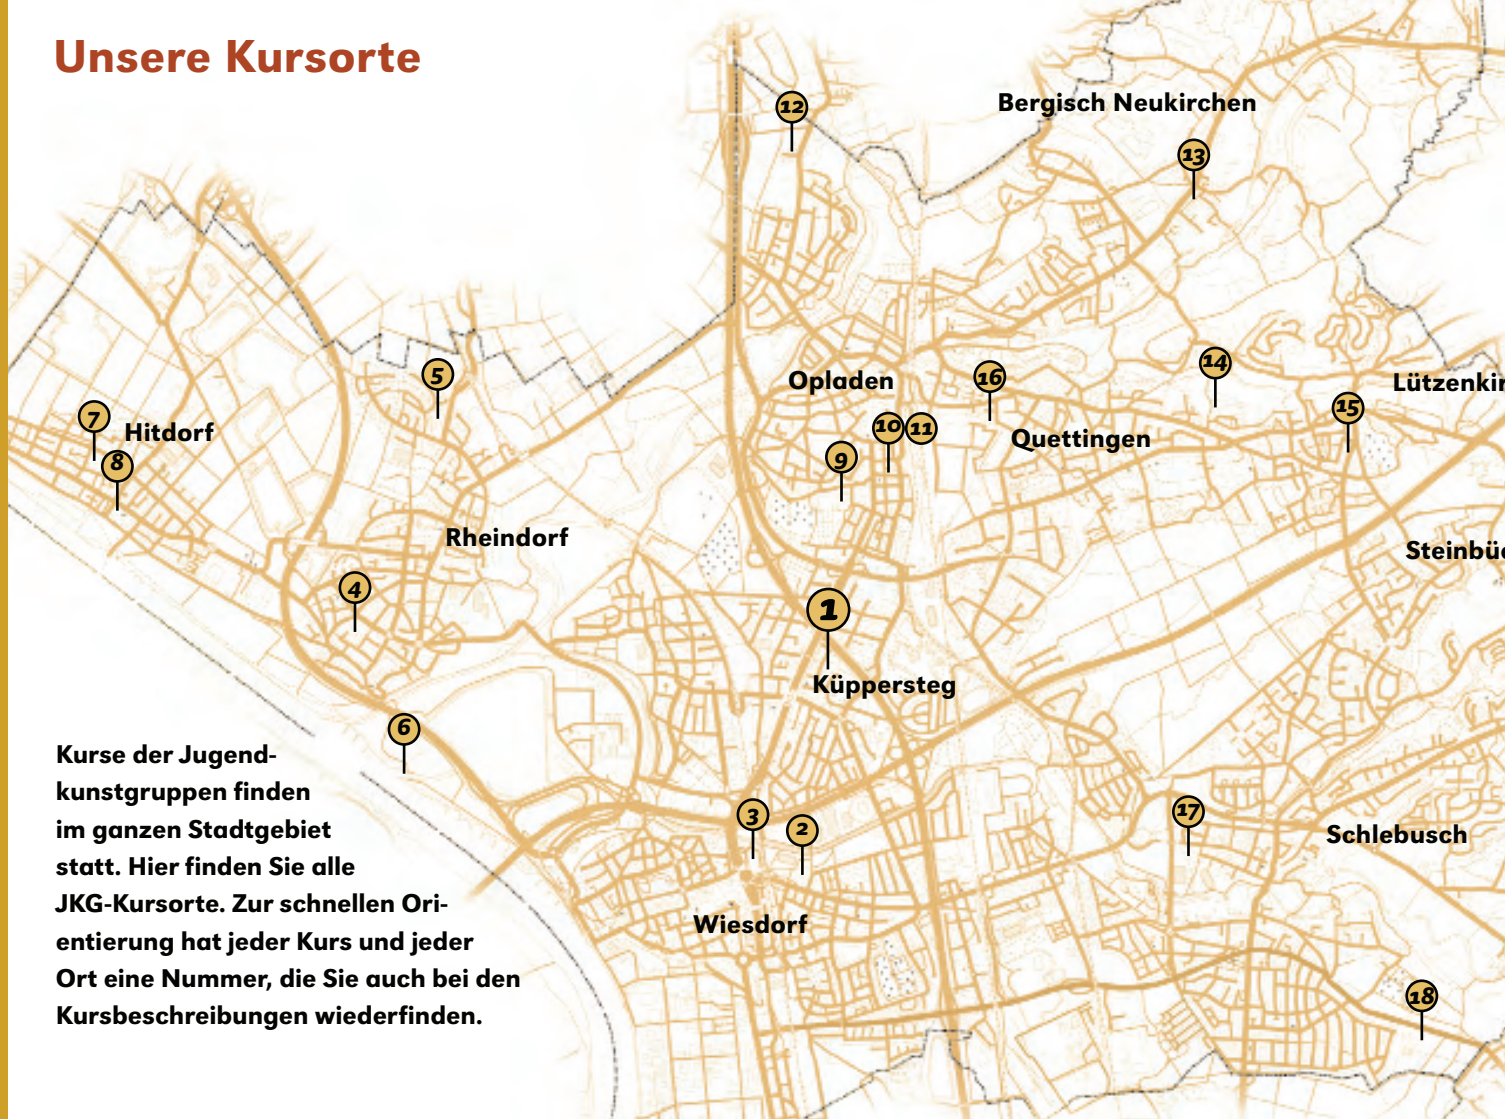 Unsere Kursorte
12
Bergisch Neukirchen
13
5
14
Opladen
16
Lützenkir
7
Hitdorf
15
10 11
Quettingen
8
9
Rheindorf
Steinbü
4
1
Küppersteg
6
Kurse der Jugend-
kunstgruppen finden
im ganzen Stadtgebiet
statt. Hier finden Sie alle
JKG-Kursorte. Zur schnellen Ori-
entierung hat jeder Kurs und jeder
Ort eine Nummer, die Sie auch bei den
Kursbeschreibungen wiederfinden.
3
2
17
Schlebusch
Wiesdorf
18